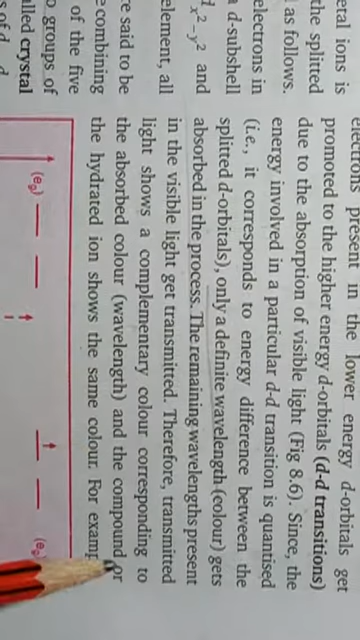 etal ions is
the splitted
as follows.
electrons in
d-subshell
x²-y² and
element, all
re said to be
combining
groups of
of the five
alled crystal
electrons present in the lower energy d-orbitals get
promoted to the higher energy d-orbitals (d-d transitions)
due to the absorption of visible light (Fig 8.6). Since, the
energy involved in a particular d-d transition is quantised
(i.e., it corresponds to energy difference between the
splitted d-orbitals), only a definite wavelength (colour) gets
absorbed in the process. The remaining wavelengths present
in the visible light get transmitted. Therefore, transmitted
light shows a complementary colour corresponding to
the absorbed colour (wavelength) and the compound or
the hydrated ion shows the same colour. For examp
(eg)
(eg)